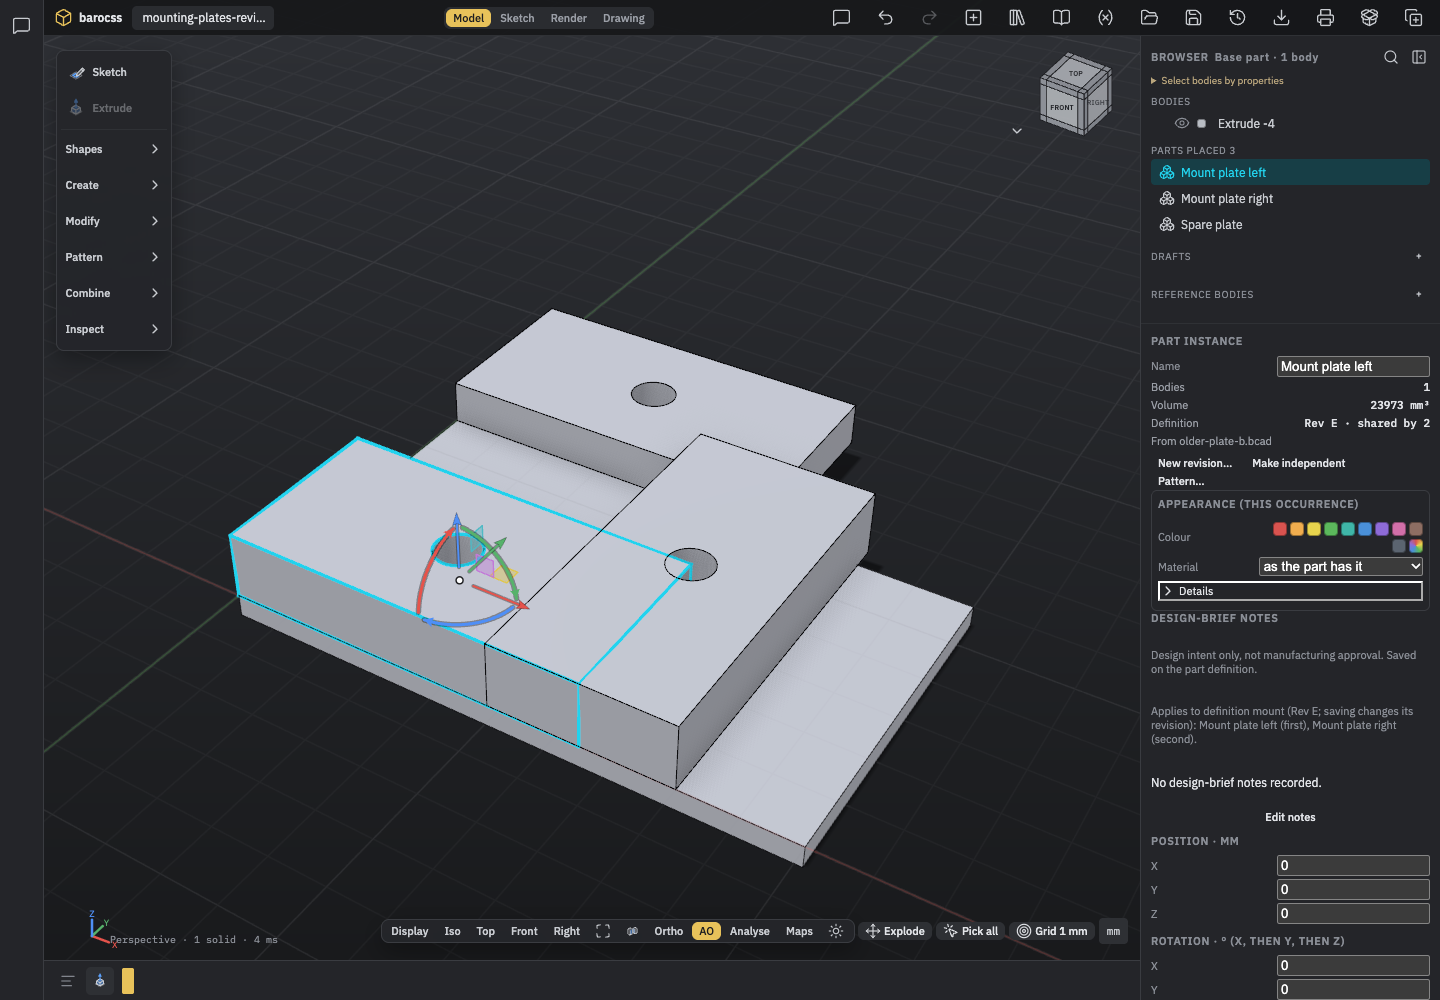 barocss
mounting-plates-revi...
Model
Sketch
Render
Drawing
Sketch
Extrude
Shapes
Create
Modify
Pattern
Combine
Inspect
TOP
FRONT
RIGHT
BROWSER Base part · 1 body
Select bodies by properties
BODIES
Extrude -4
PARTS PLACED 3
Mount plate left
Mount plate right
Spare plate
DRAFTS +
REFERENCE BODIES +
PART INSTANCE
Name Mount plate left
Bodies 1
Volume 23973 mm³
Definition Rev E · shared by 2
From older-plate-b.bcad
New revision... Make independent
Pattern...
APPEARANCE (THIS OCCURRENCE)
Colour
Material as the part has it
Details
DESIGN-BRIEF NOTES
Design intent only, not manufacturing approval. Saved
on the part definition.
Applies to definition mount (Rev E; saving changes its
revision): Mount plate left (first), Mount plate right
(second).
No design-brief notes recorded.
Edit notes
POSITION · MM
X 0
Y 0
Z 0
ROTATION · ° (X, THEN Y, THEN Z)
X 0
Y 0
Z
Y
X
Perspective · 1 solid · 4 ms
Display Iso Top Front Right Ortho AO Analyse Maps Explode Pick all Grid 1 mm mm